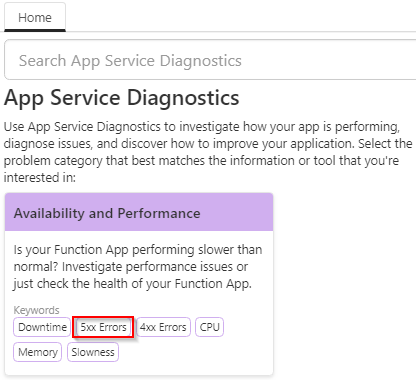 Home
Search App Service Diagnostics
App Service Diagnostics
Use App Service Diagnostics to investigate how your app is performing,
diagnose issues, and discover how to improve your application. Select the
problem category that best matches the information or tool that you're
interested in:
Availability and Performance
Is your Function App performing slower than
normal? Investigate performance issues or
just check the health of your Function App.
Keywords
Downtime 5xx Errors 4xx Errors CPU
Memory Slowness